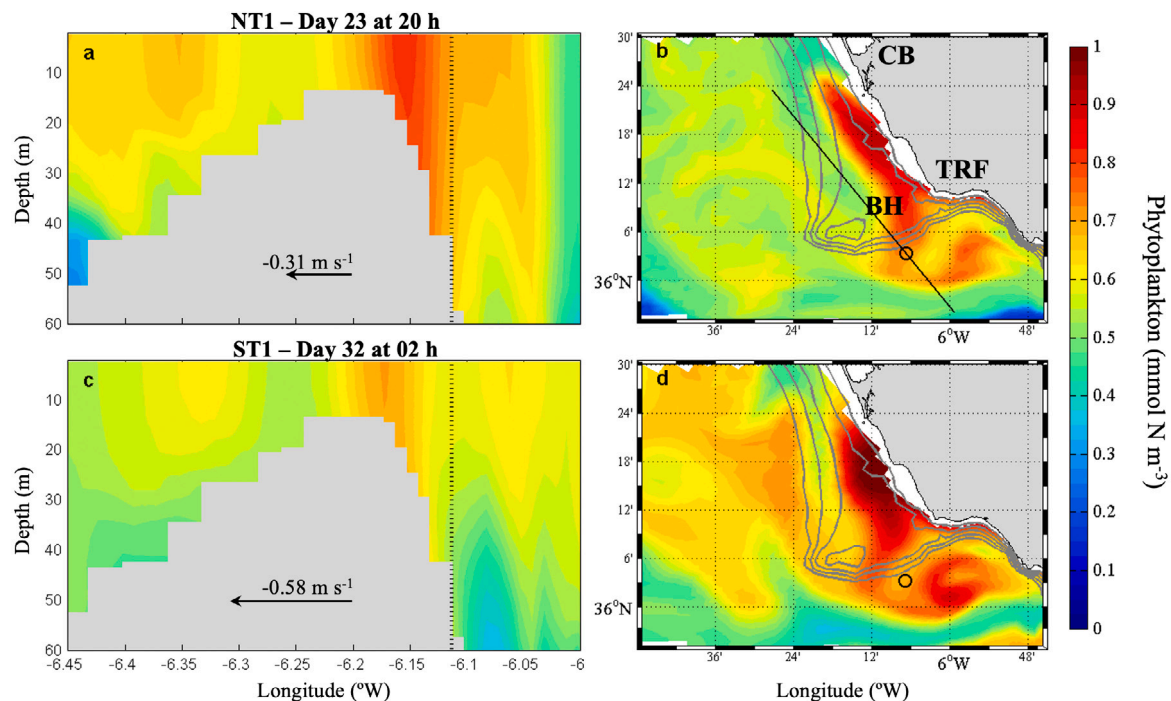 NT1 – Day 23 at 20 h
a
10
20
30
40
50
60
Depth (m)
-0.31 m s⁻¹
b
CB
TRF
BH
30'
24'
18'
12'
6'
36°N
36'
24'
12'
6°W
48'
ST1 – Day 32 at 02 h
c
10
20
30
40
50
60
Depth (m)
-0.58 m s⁻¹
-6.45
-6.4
-6.35
-6.3
-6.25
-6.2
-6.15
-6.1
-6.05
-6
Longitude (ºW)
d
30'
24'
18'
12'
6'
36°N
36'
24'
12'
6°W
48'
Longitude (ºW)
1
0.9
0.8
0.7
0.6
0.5
0.4
0.3
0.2
0.1
0
Phytoplankton (mmol N m⁻³)